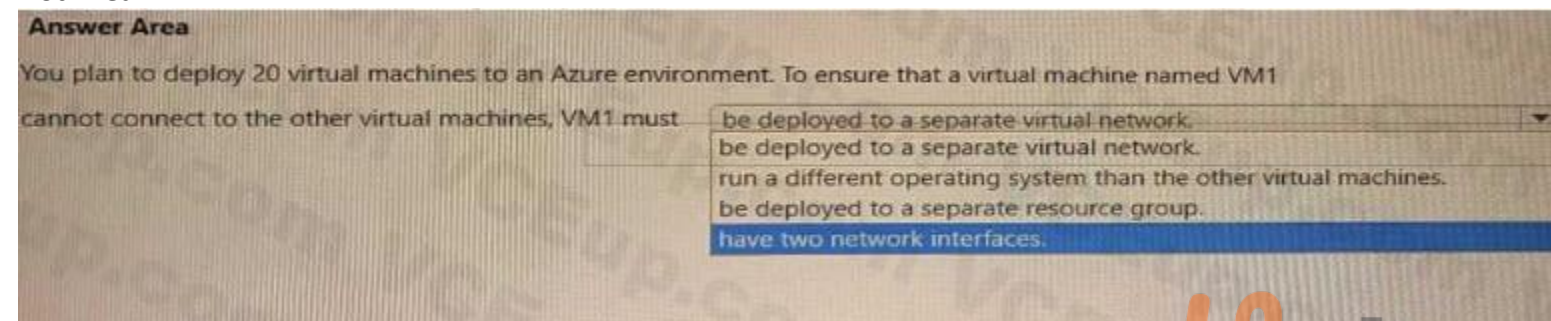 Answer Area
You plan to deploy 20 virtual machines to an Azure environment. To ensure that a virtual machine named VM1
cannot connect to the other virtual machines, VM1 must be deployed to a separate virtual network.
be deployed to a separate virtual network.
run a different operating system than the other virtual machines.
be deployed to a separate resource group.
have two network interfaces.